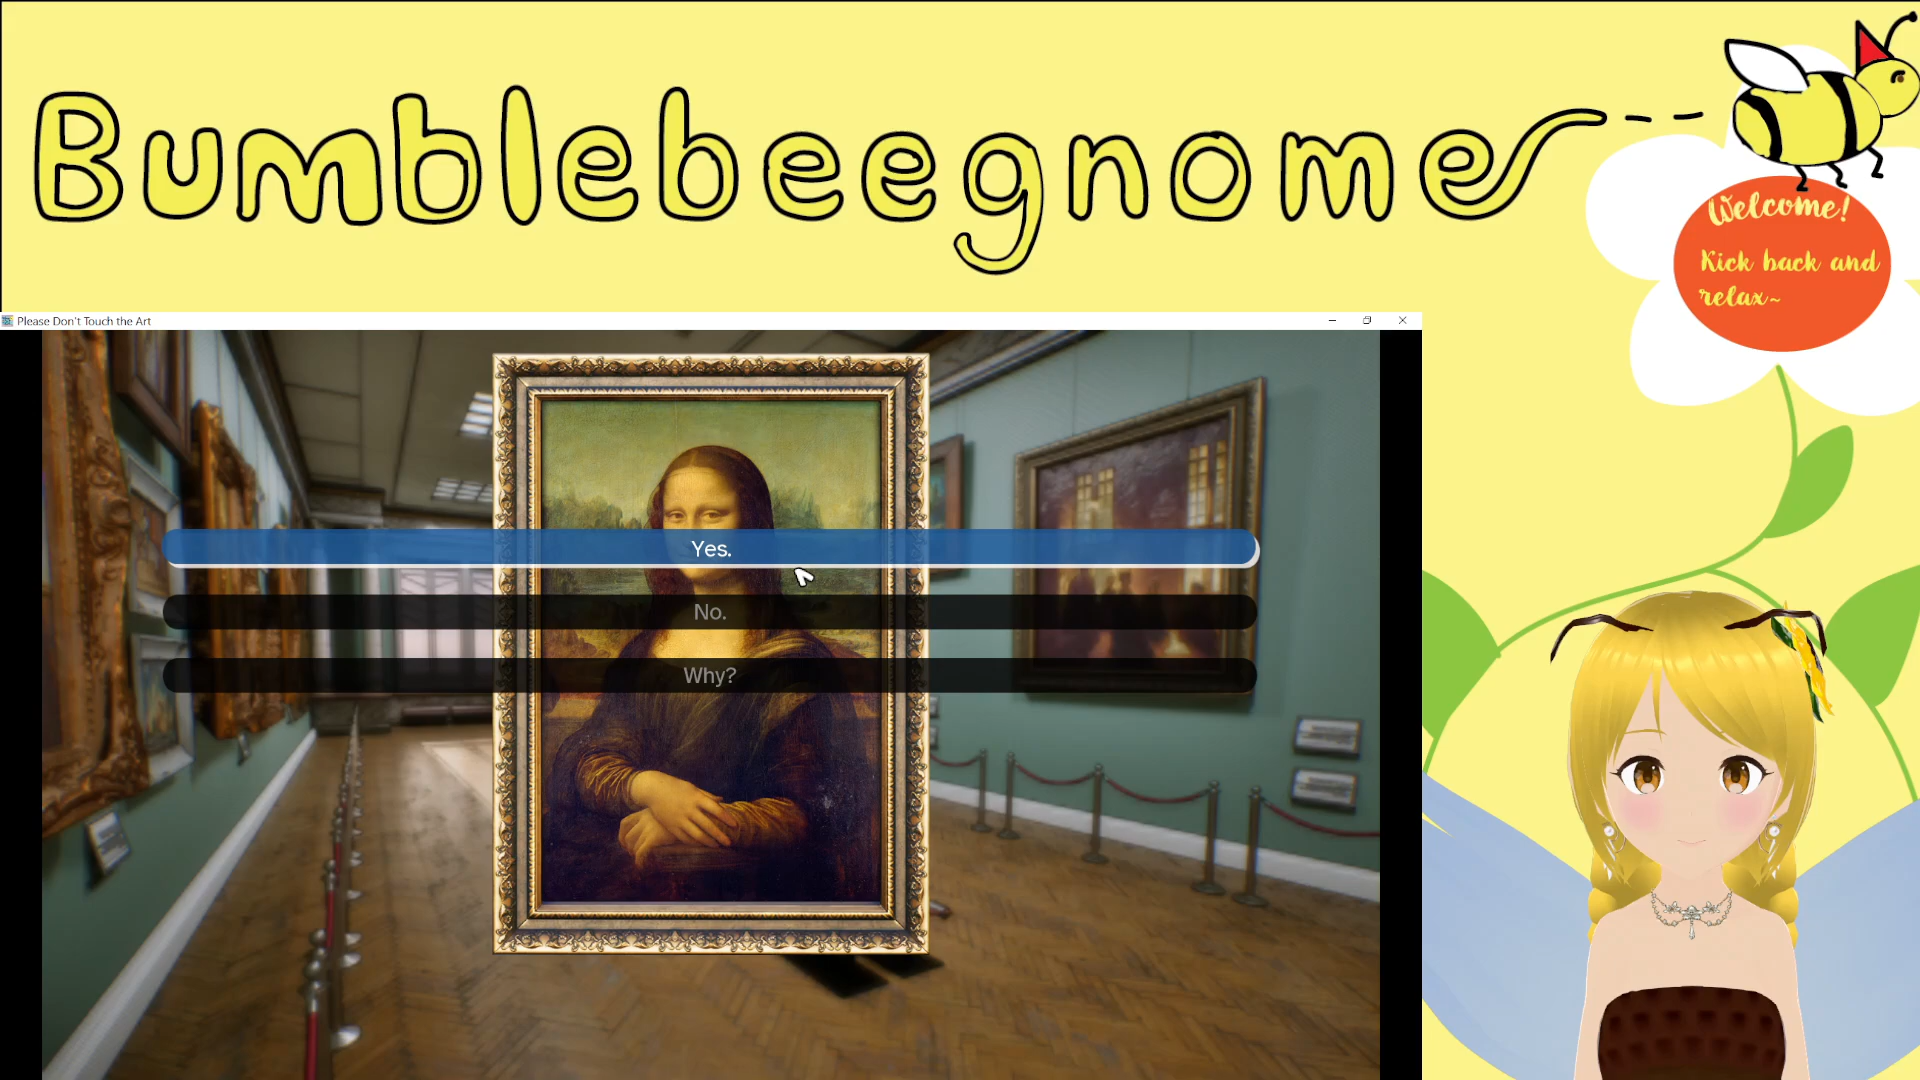 Bumblebeegnome
Welcome!
Kick back and
relax~
Please Don't Touch the Art
Yes.
No.
Why?